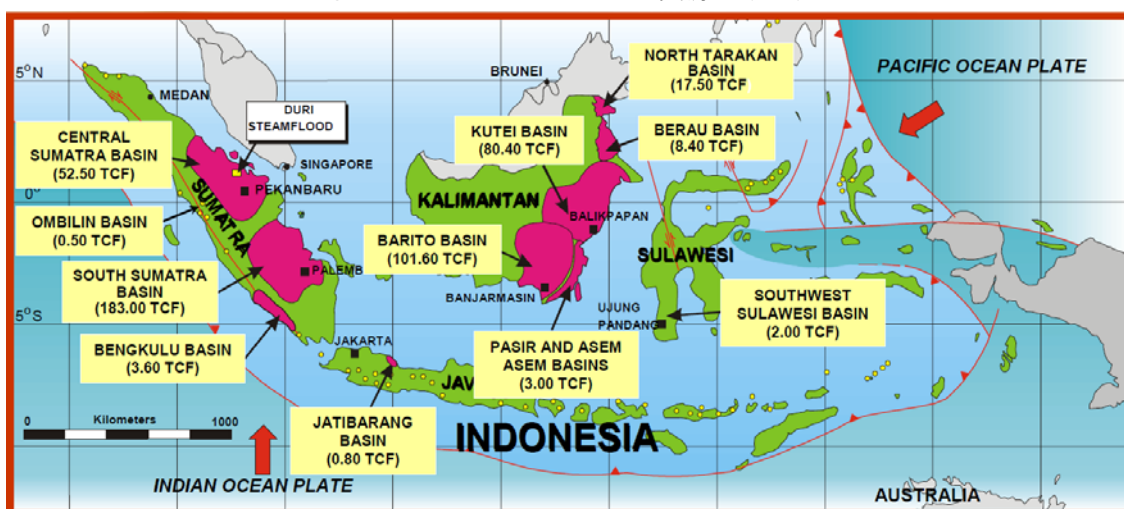 5°N
0°
5°S
MEDAN
DURI
STEAMFLOOD
CENTRAL
SUMATRA BASIN
(52.50 TCF)
SINGAPORE
PEKANBARU
OMBILIN BASIN
(0.50 TCF)
SUMATRA
SOUTH SUMATRA
BASIN
(183.00 TCF)
PALEMB
BENGKULU BASIN
(3.60 TCF)
JAKARTA
JAV
JATIBARANG
BASIN
(0.80 TCF)
0 Kilometers 1000
INDIAN OCEAN PLATE
BRUNEI
NORTH TARAKAN
BASIN
(17.50 TCF)
KUTEI BASIN
(80.40 TCF)
BERAU BASIN
(8.40 TCF)
KALIMANTAN
BALIKPAPAN
BARITO BASIN
(101.60 TCF)
BANJARMASIN
PASIR AND ASEM
ASEM BASINS
(3.00 TCF)
SULAWESI
UJUNG
PANDANG
SOUTHWEST
SULAWESI BASIN
(2.00 TCF)
PACIFIC OCEAN PLATE
INDONESIA
AUSTRALIA